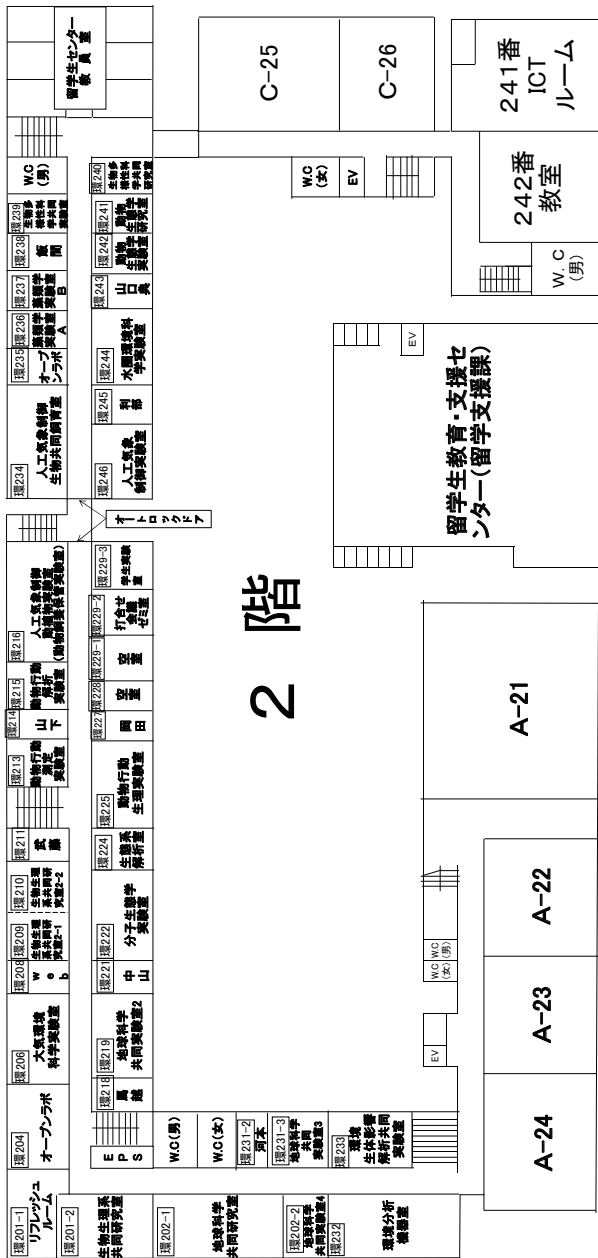 2 階
環201-1
リフレッシュ
ルーム
環204
オープンラボ
環206
大気環境
科学実験室
環208
W
e
b
環209
生物生理
系共同研
究室2-1
環210
生物生理
系共同研
究室2-2
環211
武
藤
環213
動物行動
測定
実験室
環214
山
下
環215
動物行動
解析
実験室
環216
人工気象制御
動植物実験室
(動物飼養保管実験室)
環234
人工気象制御
生物共同飼育室
環235
オープ
ンラボ
環236
藻類学
実験室
A
環237
藻類学
実験室
B
環238
飯
間
環239
生物多
様性科
学共同
実験室
W.C
(男)
留学生センター
教 員 室
環201-2
生物生理系
共同研究室
環202-1
地球科学
共同研究室
環202-2
地球科学
共同実験室4
環232
環境分析
機器室
E
P
S
W.C(男)
W.C(女)
環231-2
河本
環231-3
地球科学
共同
実験室3
環233
環境
生体影響
解析共同
実験室
環218
馬
越
環219
地球科学
共同実験室2
環221
中
山
環222
分子生態学
実験室
環224
生態系
解析室
環225
動物行動
生理実験室
環227
岡
田
環228
空
室
環229-1
空
室
環229-2
打合せ
会議
ゼミ室
環229-3
学生実験
室
オートロックドア
環246
人工気象
制御実験室
環245
利
部
環244
水圏環境科
学実験室
環243
山
口
典
環242
動物
生態学
実験室
環241
動物
生態学
研究室
環240
生物多
様性科
学共同
研究室
C-25
C-26
W.C
(女)
EV
241番
ICT
ルーム
242番
教室
W.C
(男)
EV
留学生教育・支援セ
ンター(留学支援課)
A-21
A-22
A-23
A-24
W.C
(女)
W.C
(男)
EV